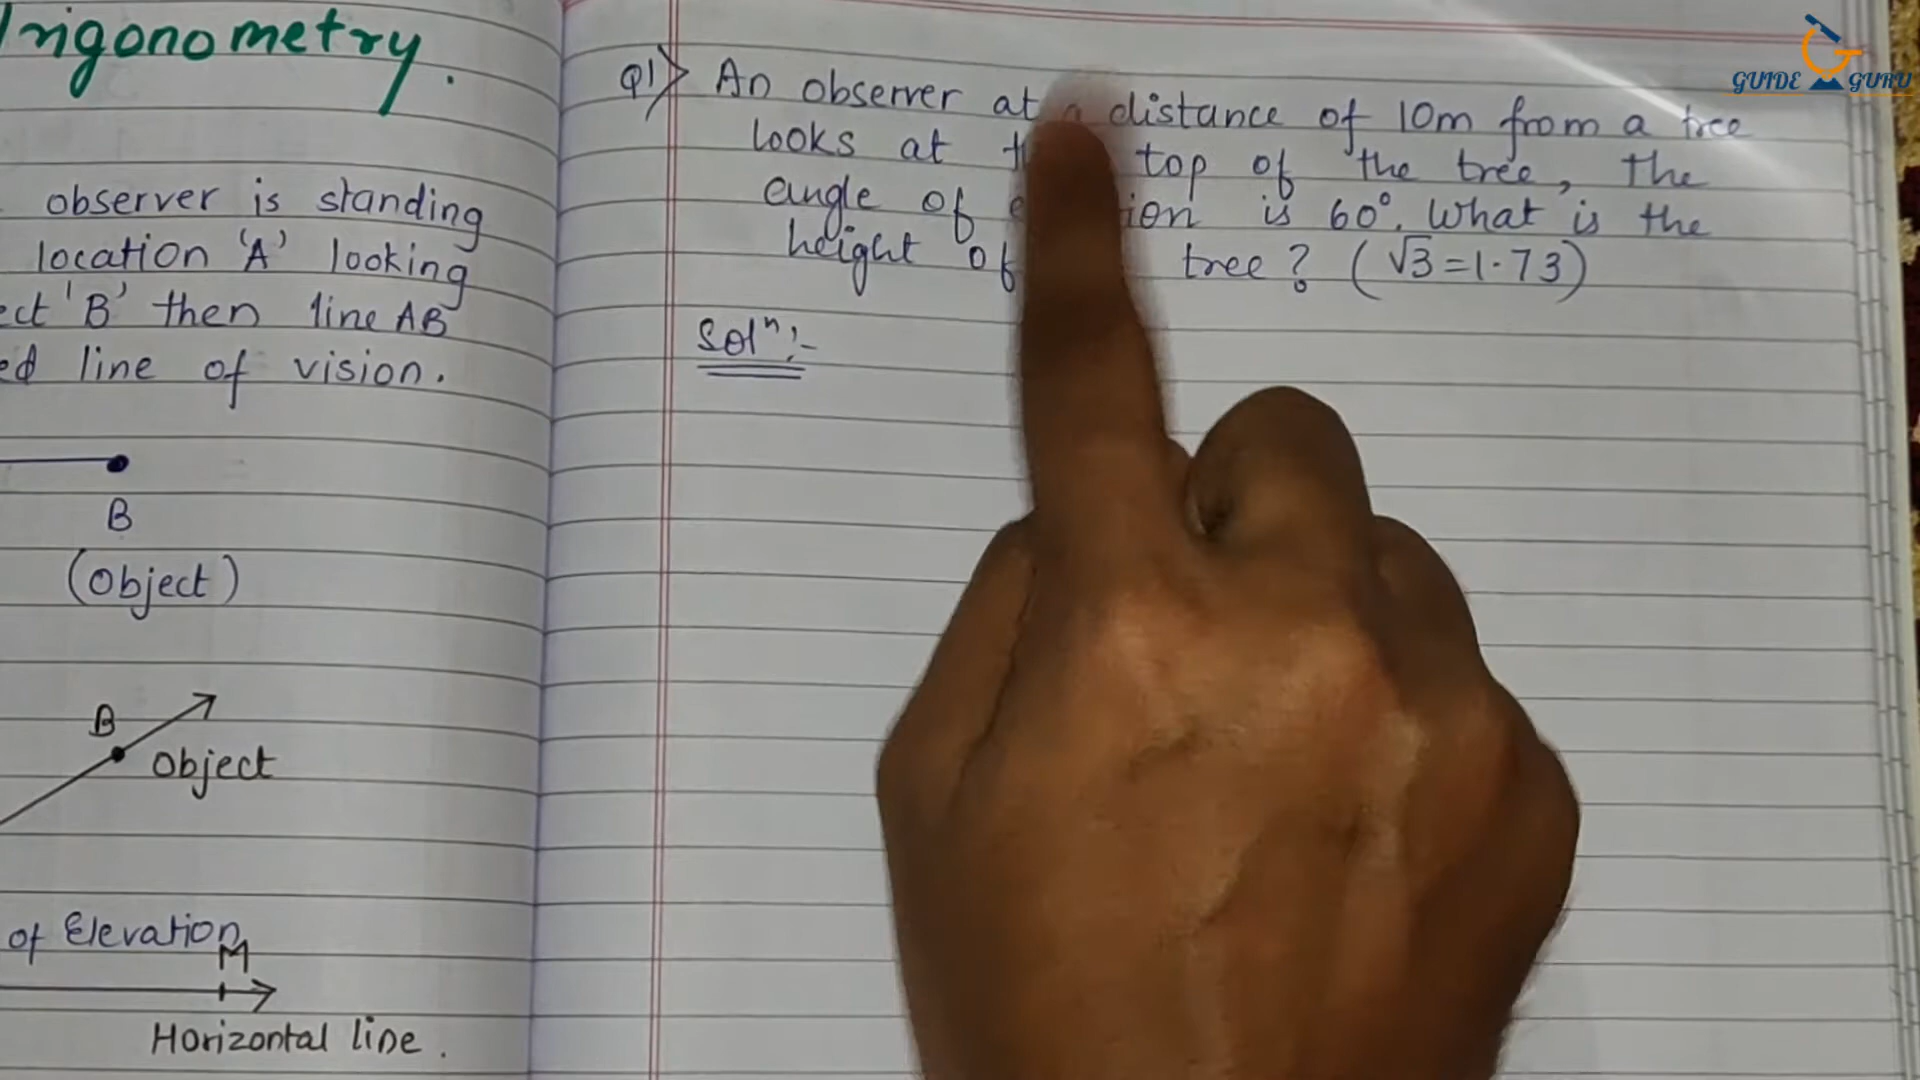 Trigonometry.
observer is standing
location 'A' looking
ect 'B' then line AB
ed line of vision.
B
(Object)
B
Object
of Elevation
M
Horizontal line.
Q1) An observer at a distance of 10m from a tree
looks at top of the tree, the
angle of is 60°. What is the
height of tree? (√3=1.73)
Solⁿ:-
GUIDE GURU